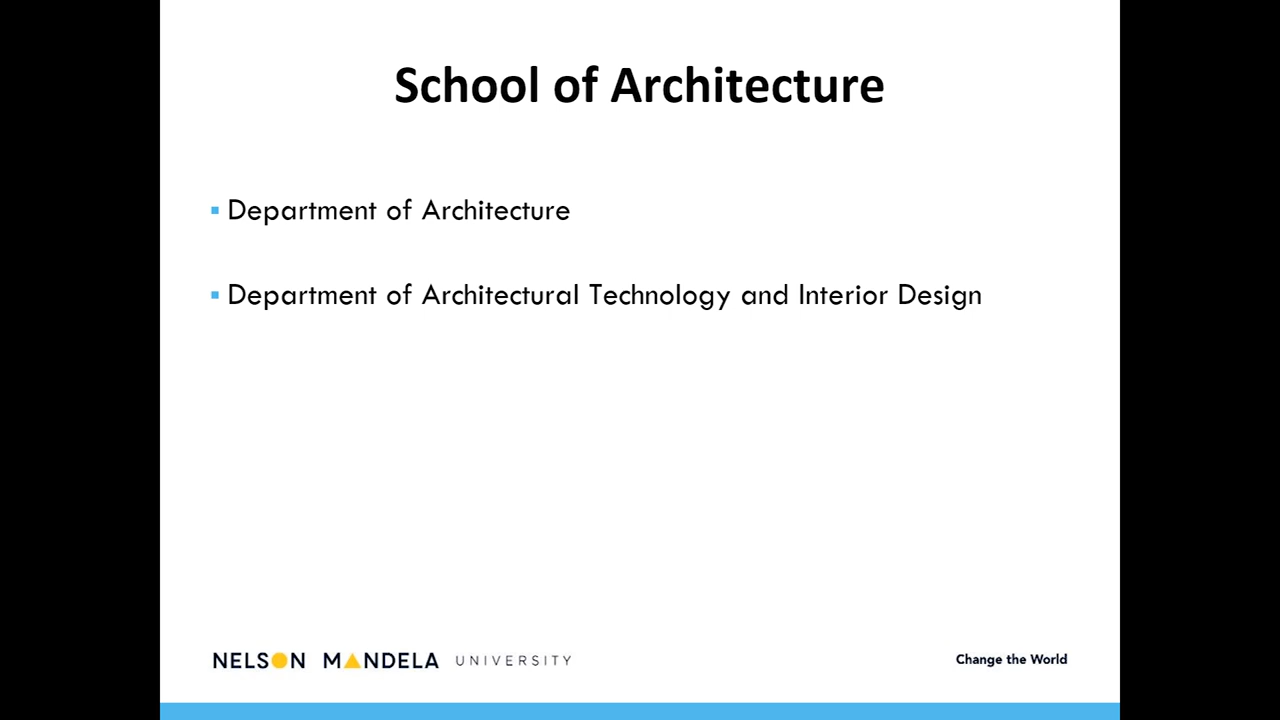 School of Architecture
Department of Architecture
Department of Architectural Technology and Interior Design
NELSON MANDELA UNIVERSITY
Change the World